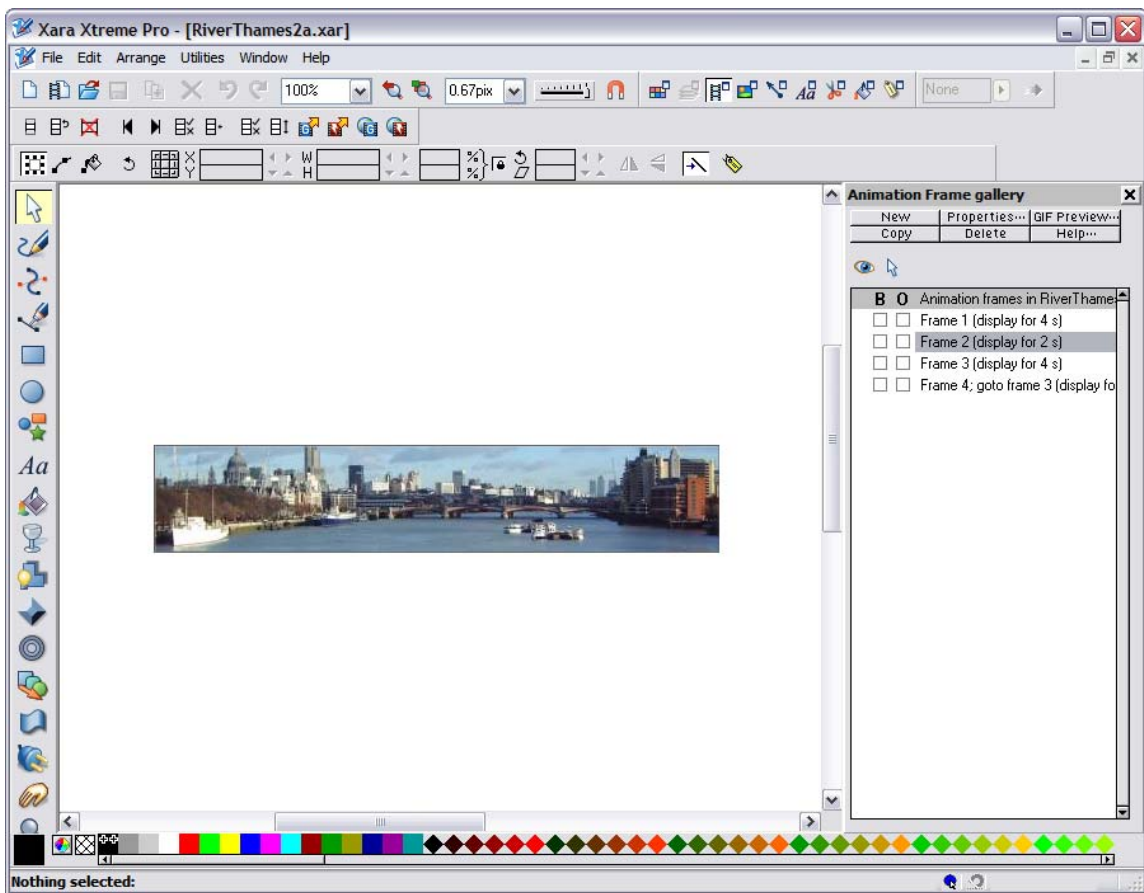 Xara Xtreme Pro - [RiverThames2a.xar]
File Edit Arrange Utilities Window Help
100%
0.67pix
Aa
None
X
Y
W
H
%
%
Animation Frame gallery
New Properties... GIF Preview...
Copy Delete Help...
B O Animation frames in RiverThame
Frame 1 (display for 4 s)
Frame 2 (display for 2 s)
Frame 3 (display for 4 s)
Frame 4; goto frame 3 (display fo
Aa
Nothing selected: